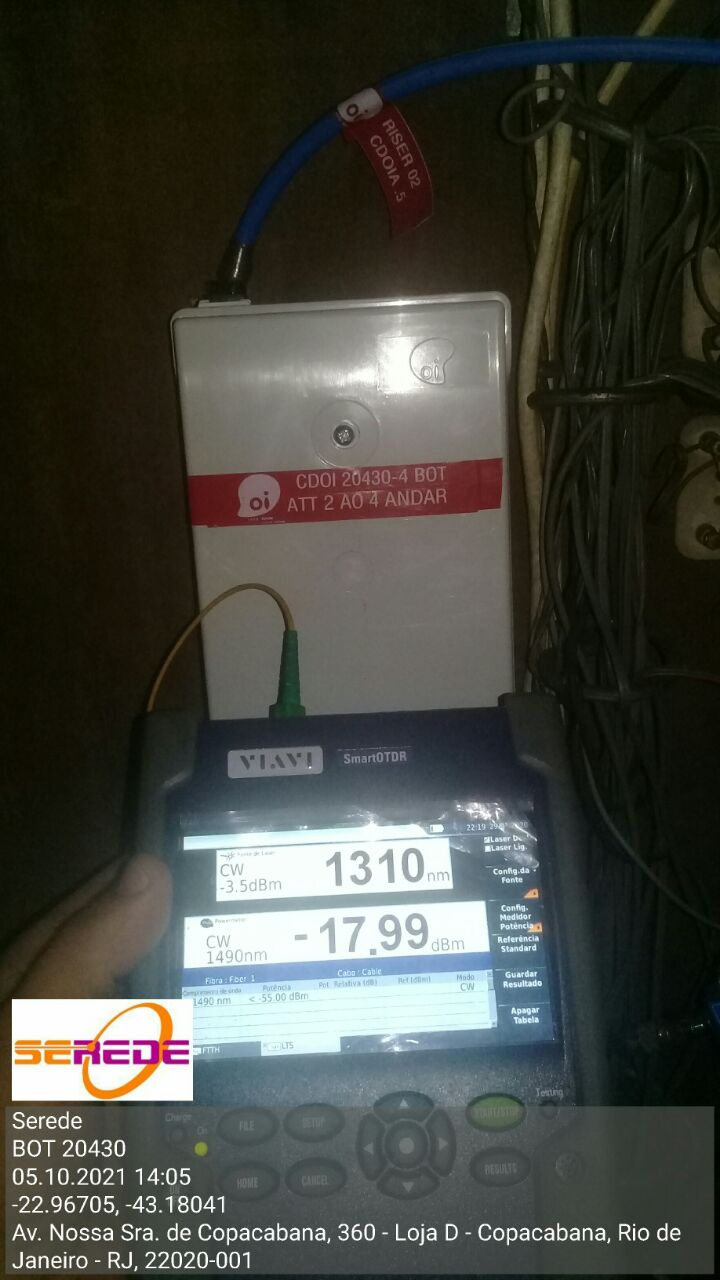 oi
RISER 02
CDOIA .5
oi
oi
CDOI 20430-4 BOT
ATT 2 AO 4 ANDAR
VIAVI
SmartOTDR
22:19
Fonte de Laser
CW
-3.5dBm
1310nm
Laser Lig.
Config.da
Fonte
Powermeter
CW
1490nm
-17.99 dBm
Config.
Medidor
Potência
Referência
Standard
Guardar
Resultado
Apagar
Tabela
Fibra : Fiber 1
Cabo : Cable
Comprimento de onda
Potência
Pot. Relativa (dB)
Ref (dBm)
Modo
1490 nm
< -55.00 dBm
CW
FTTH
LTS
Charge
On
FILE
SETUP
START/STOP
Testing
HOME
CANCEL
RESULTS
SEREDE
Serede
BOT 20430
05.10.2021 14:05
-22.96705, -43.18041
Av. Nossa Sra. de Copacabana, 360 - Loja D - Copacabana, Rio de
Janeiro - RJ, 22020-001